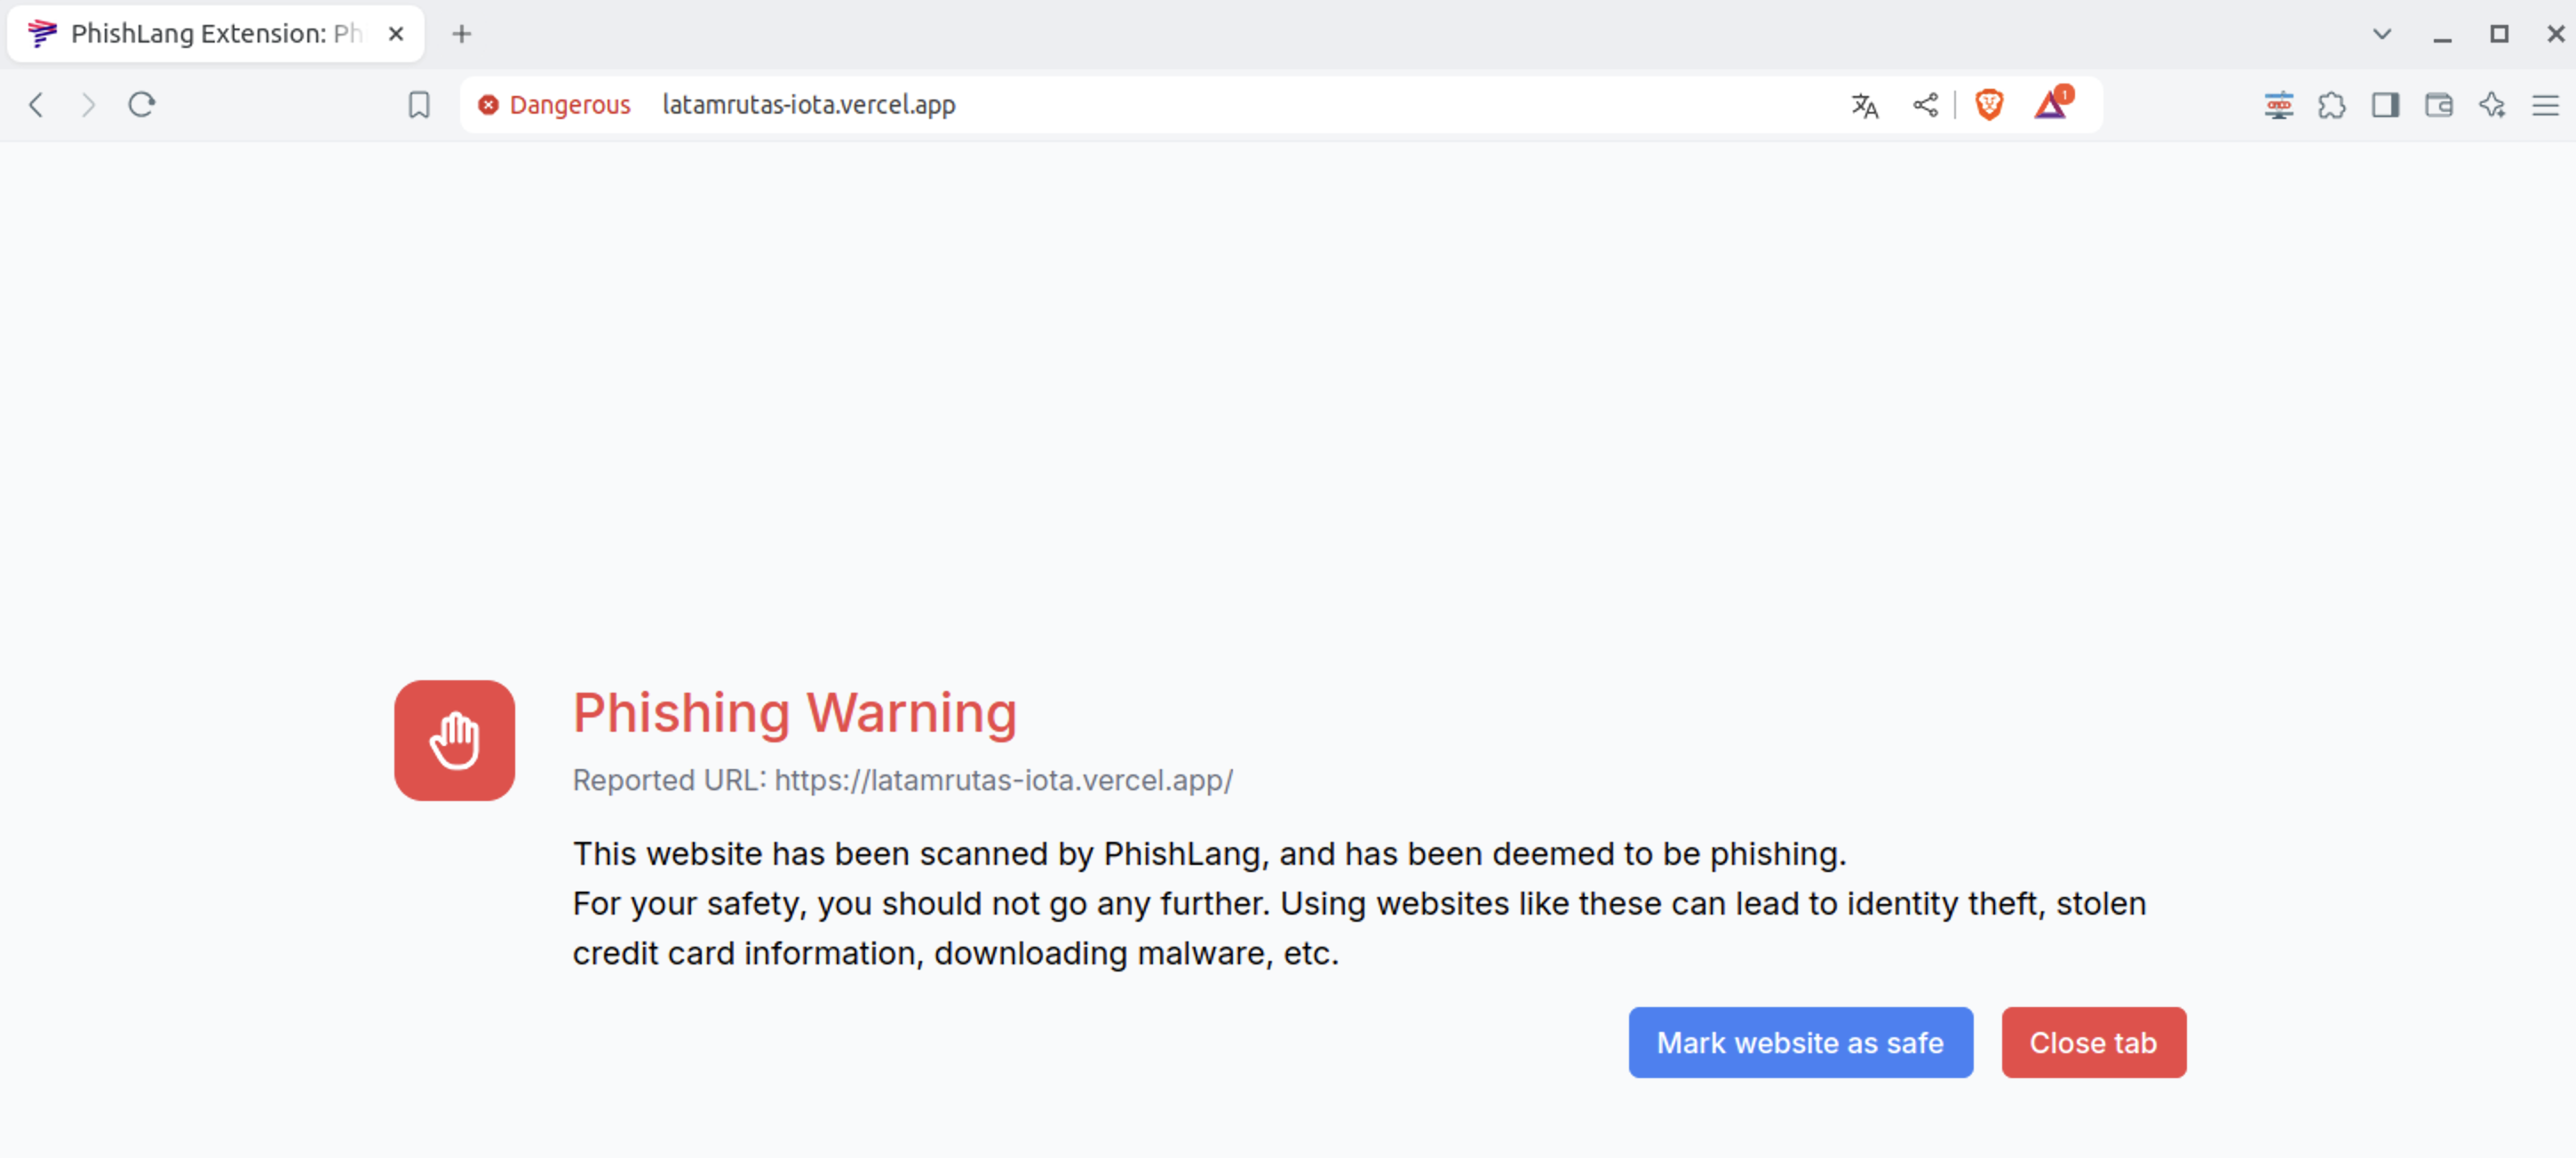 PhishLang Extension: Ph
Dangerous latamrutas-iota.vercel.app
1
Phishing Warning
Reported URL: https://latamrutas-iota.vercel.app/
This website has been scanned by PhishLang, and has been deemed to be phishing.
For your safety, you should not go any further. Using websites like these can lead to identity theft, stolen
credit card information, downloading malware, etc.
Mark website as safe Close tab